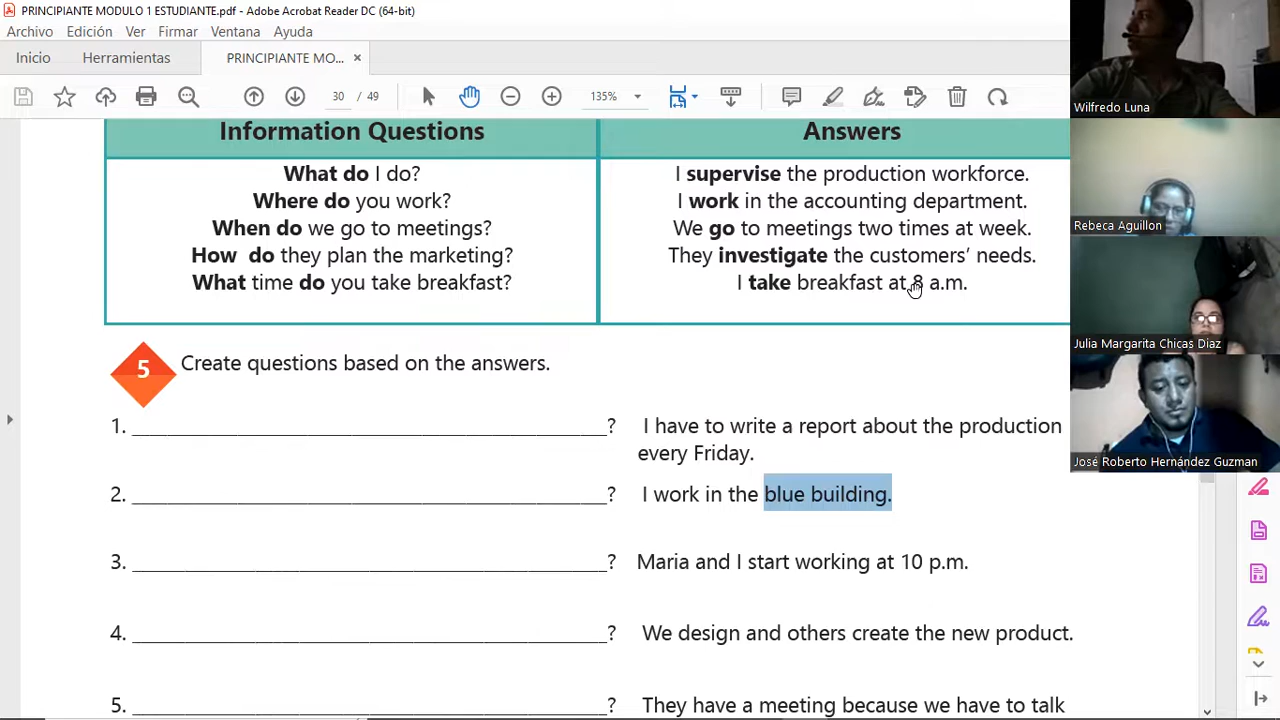 PRINCIPIANTE MODULO 1 ESTUDIANTE.pdf - Adobe Acrobat Reader DC (64-bit)
Archivo Edición Ver Firmar Ventana Ayuda
Inicio Herramientas PRINCIPIANTE MO... ×
30 / 49 135%
Information Questions Answers
What do I do? I supervise the production workforce.
Where do you work? I work in the accounting department.
When do we go to meetings? We go to meetings two times at week.
How do they plan the marketing? They investigate the customers' needs.
What time do you take breakfast? I take breakfast at 8 a.m.
5 Create questions based on the answers.
1. ? I have to write a report about the production
every Friday.
2. ? I work in the blue building.
3. ? Maria and I start working at 10 p.m.
4. ? We design and others create the new product.
5. ? They have a meeting because we have to talk
Wilfredo Luna
Rebeca Aguillon
Julia Margarita Chicas Diaz
José Roberto Hernández Guzman